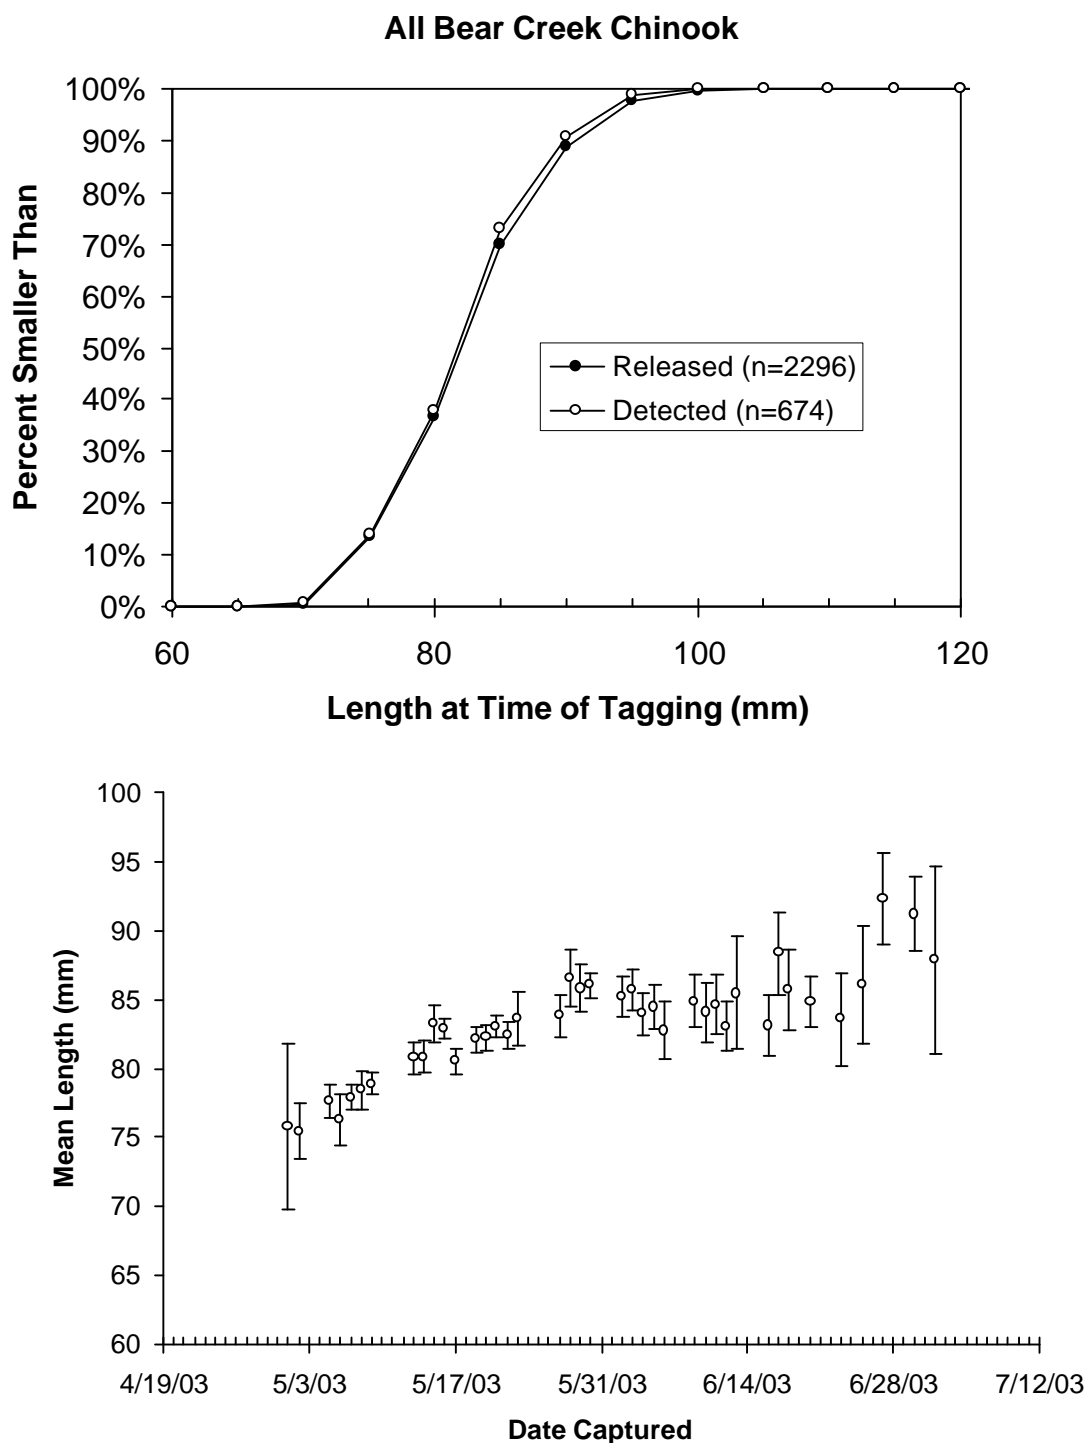 All Bear Creek Chinook
100%
90%
80%
70%
60%
50%
40%
30%
20%
10%
0%
Percent Smaller Than
Released (n=2296)
Detected (n=674)
60 80 100 120
Length at Time of Tagging (mm)
100
95
90
85
80
75
70
65
60
Mean Length (mm)
4/19/03 5/3/03 5/17/03 5/31/03 6/14/03 6/28/03 7/12/03
Date Captured